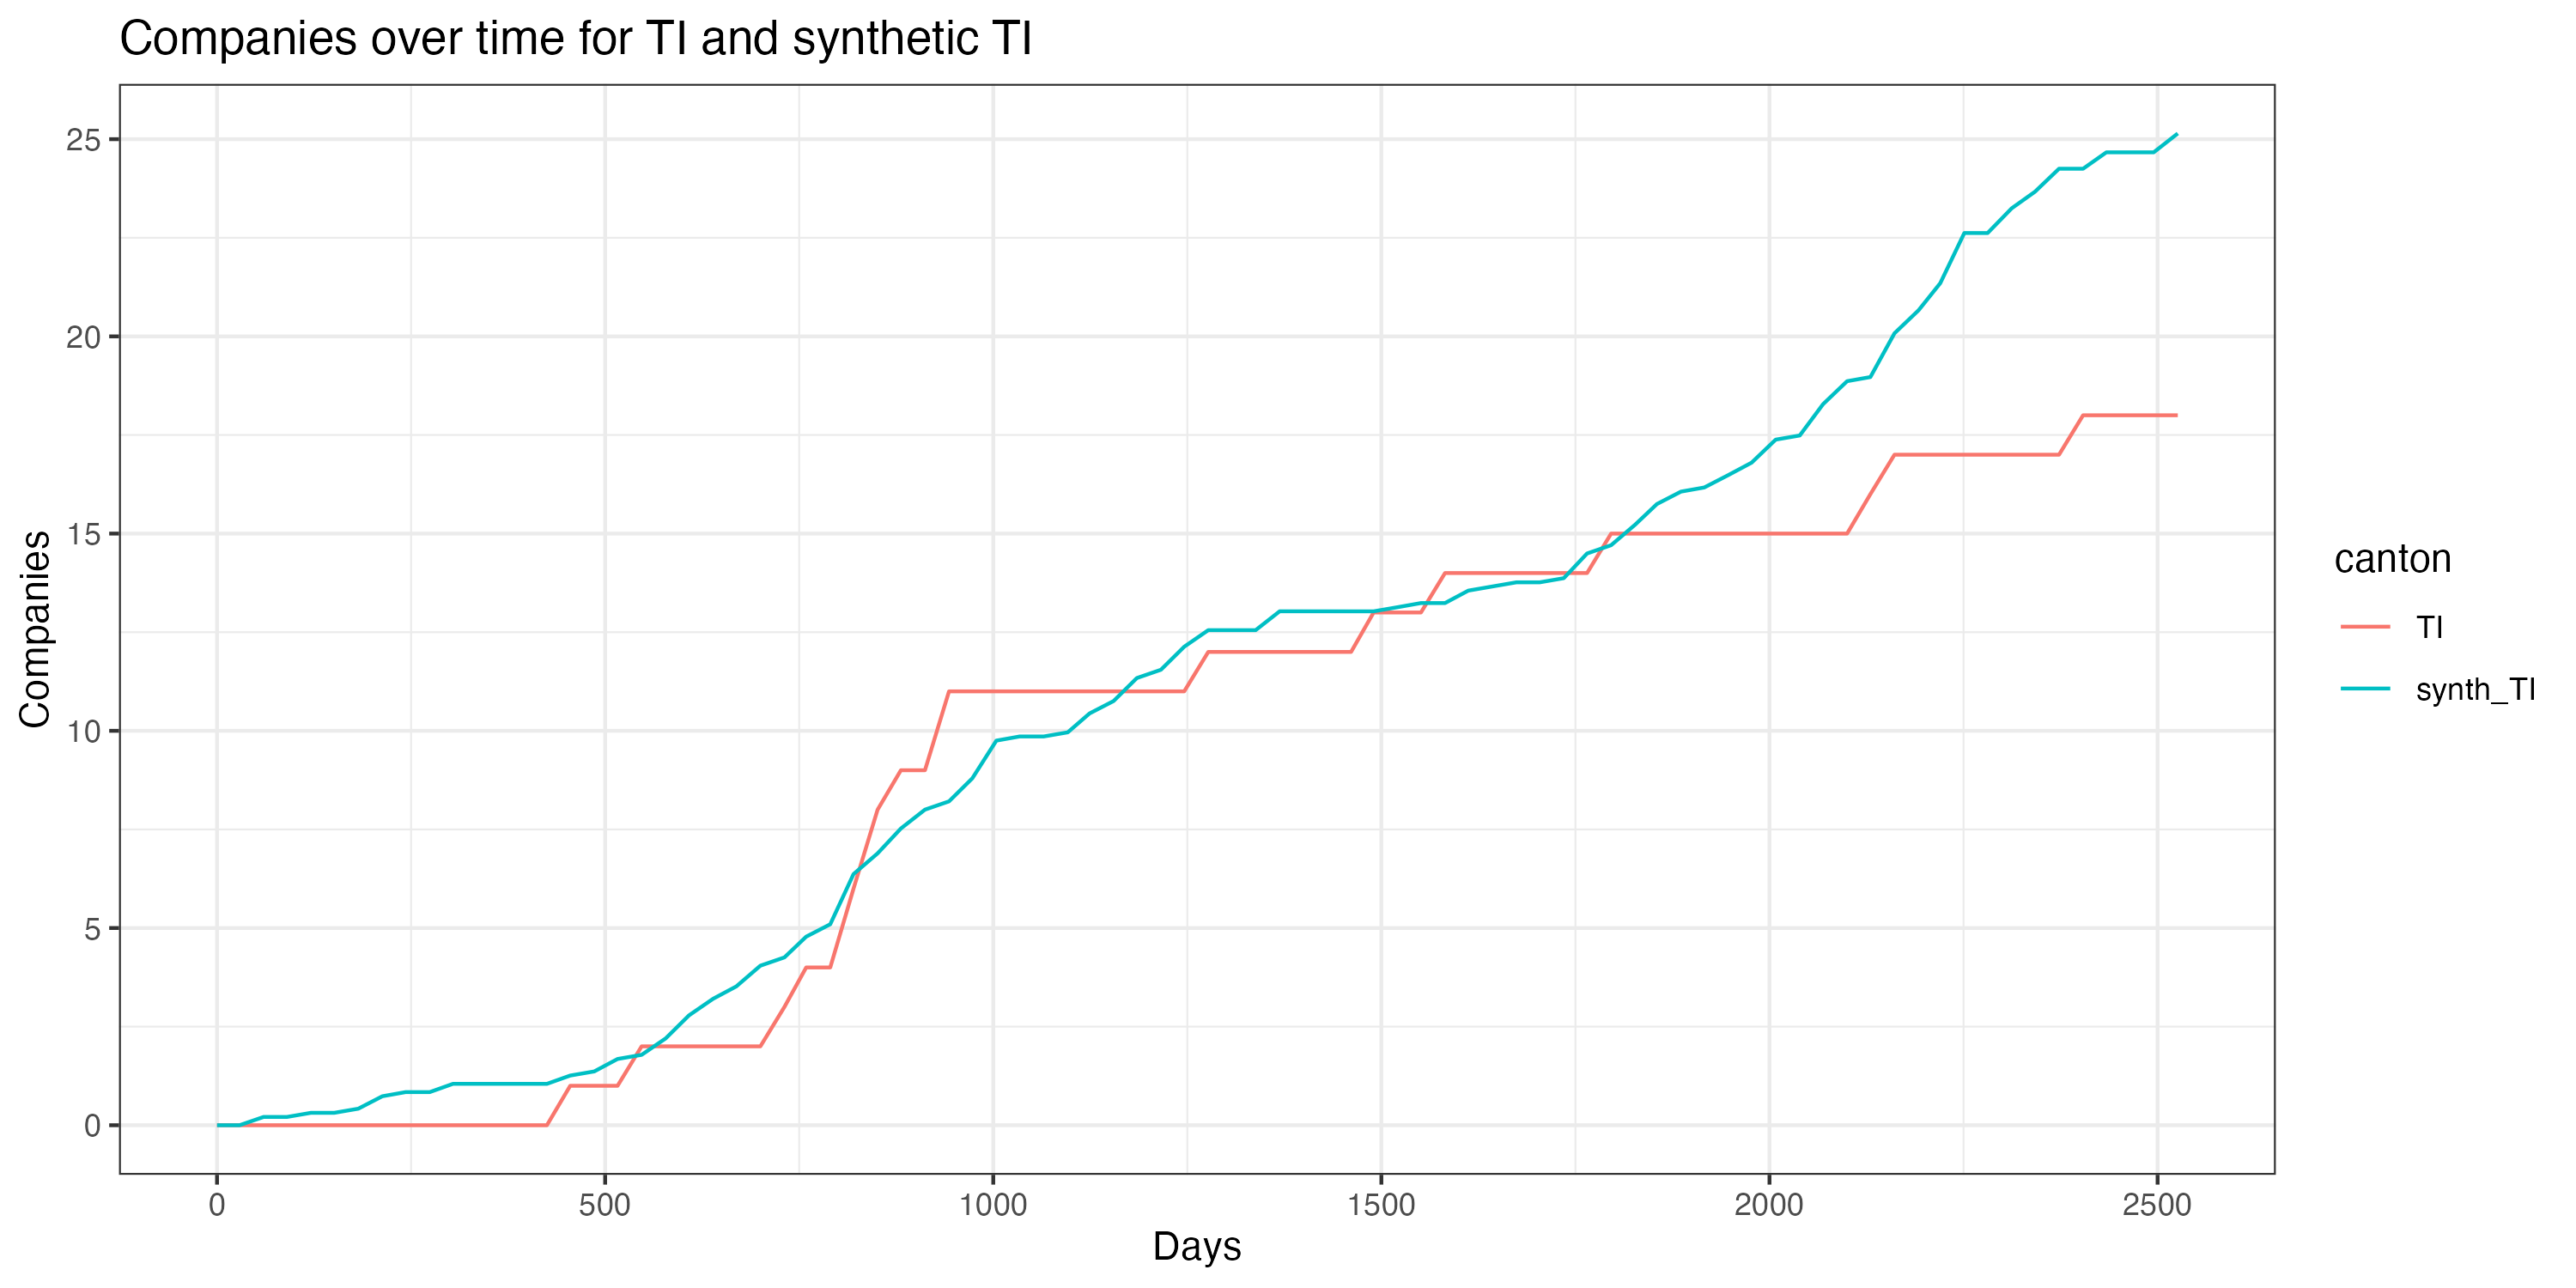 Companies over time for TI and synthetic TI
25
20
15
10
5
0
Companies
0 500 1000 1500 2000 2500
Days
canton
TI
synth_TI